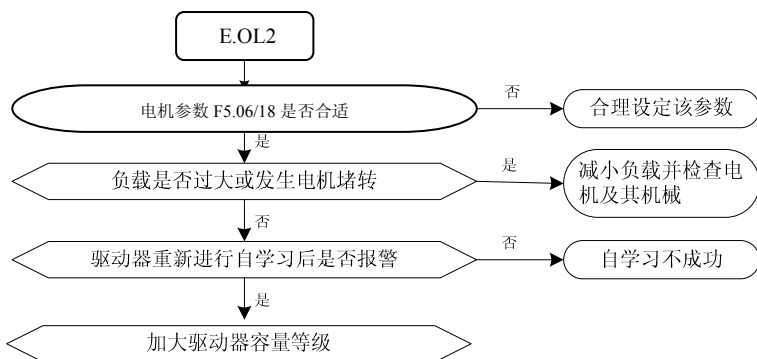 E.OL2
电机参数 F5.06/18 是否合适
否
合理设定该参数
是
负载是否过大或发生电机堵转
是
减小负载并检查电
机及其机械
否
驱动器重新进行自学习后是否报警
否
自学习不成功
是
加大驱动器容量等级